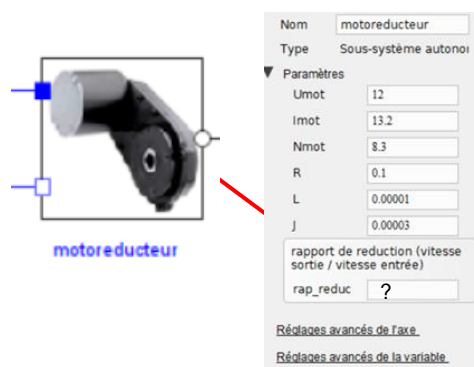 motoreducteur
Nom motoreducteur
Type Sous-système autono
Paramètres
Umot 12
Imot 13.2
Nmot 8.3
R 0.1
L 0.00001
J 0.00003
rapport de reduction (vitesse
sortie / vitesse entrée)
rap_reduc ?
Réglages avancés de l'axe
Réglages avancés de la variable